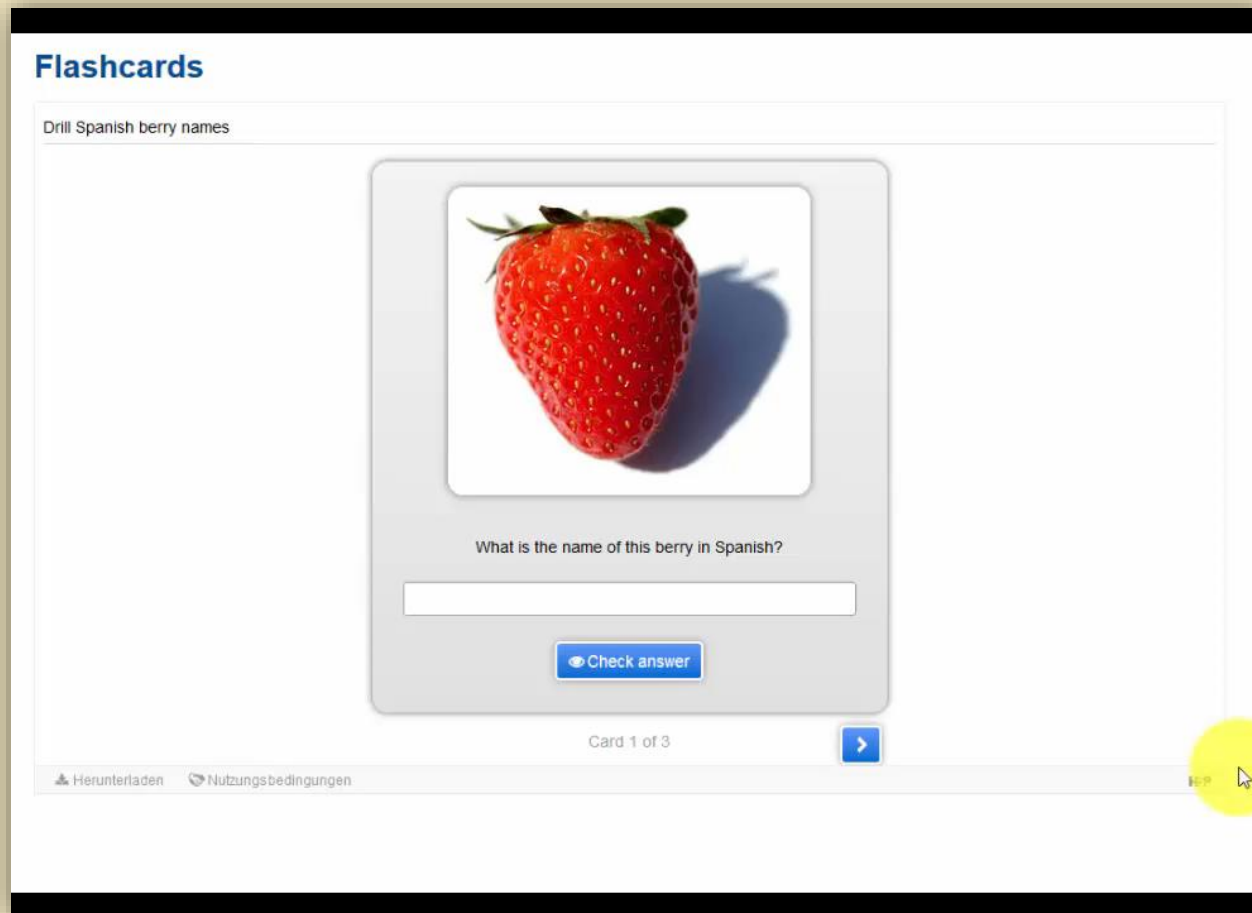 Flashcards
Drill Spanish berry names
What is the name of this berry in Spanish?
Check answer
Card 1 of 3
Herunterladen Nutzungsbedingungen H-P